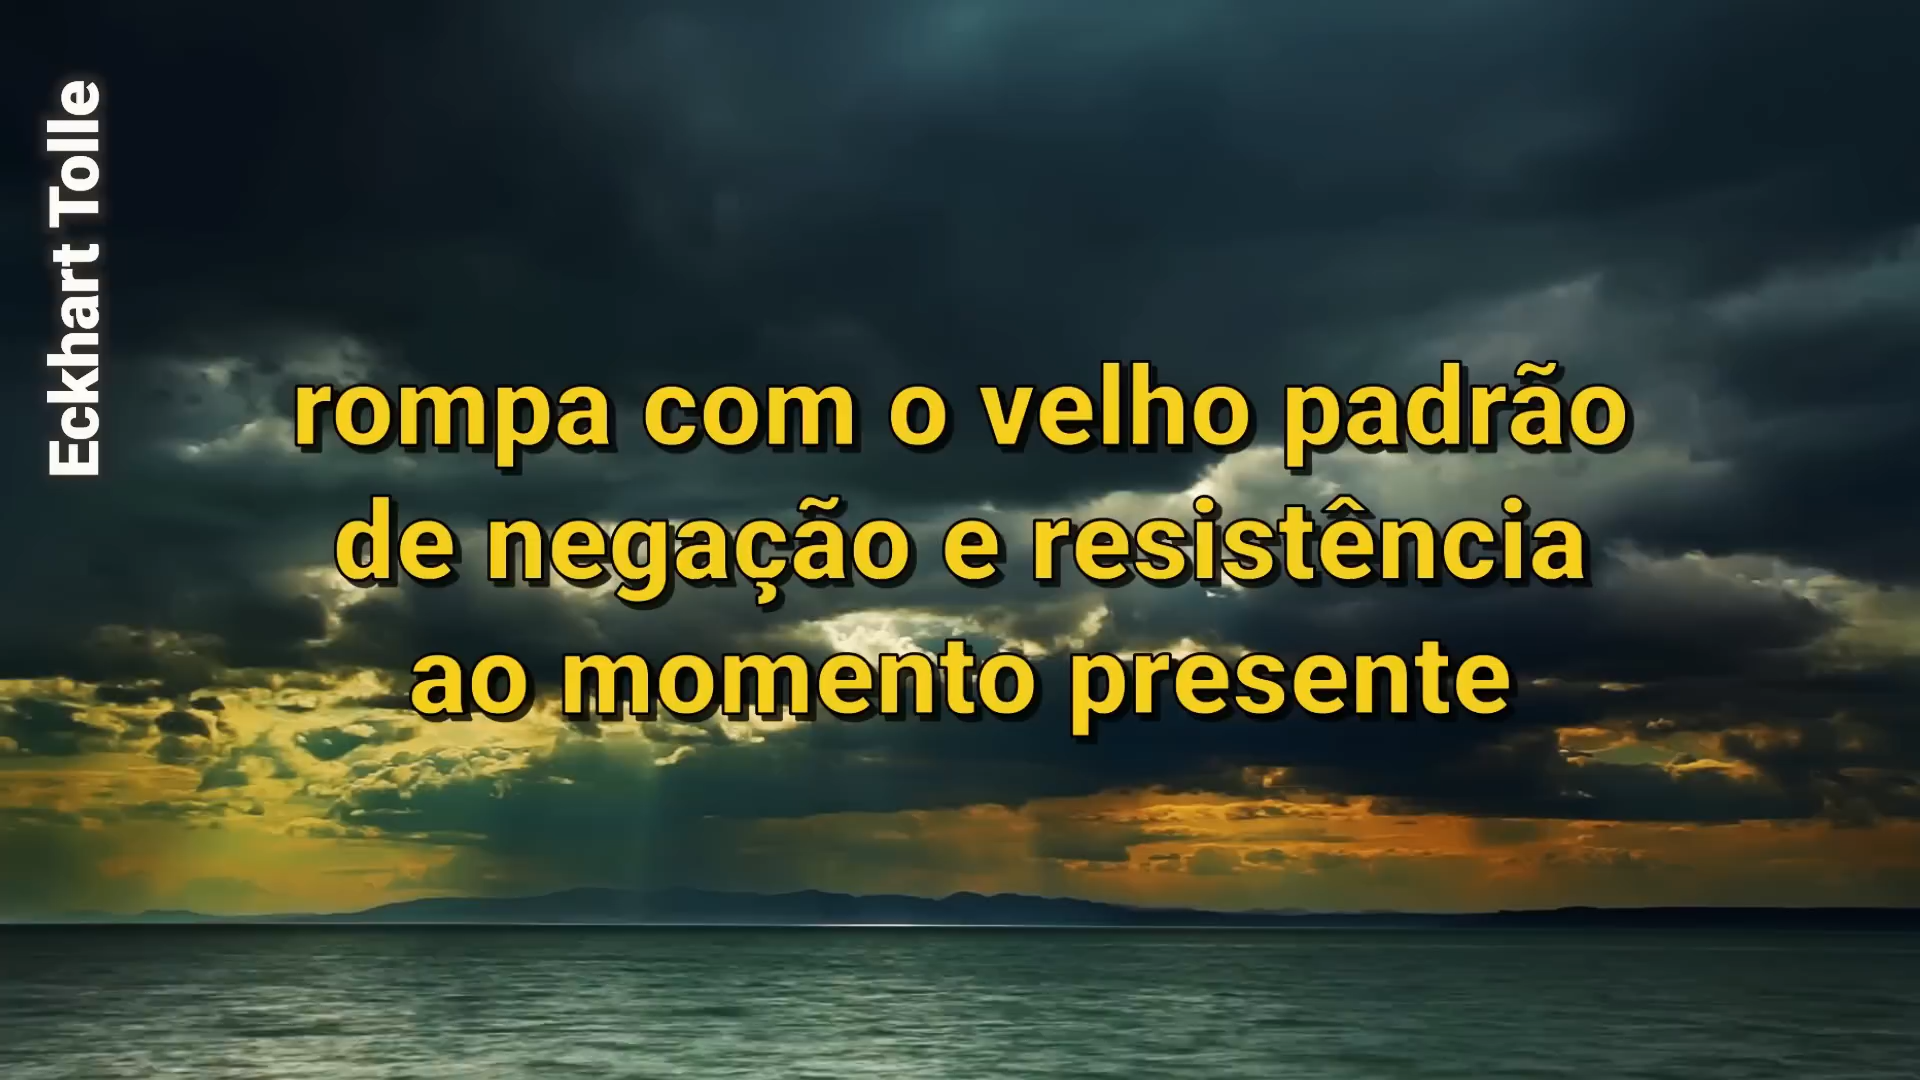 Eckhart Tolle
rompa com o velho padrão
de negação e resistência
ao momento presente